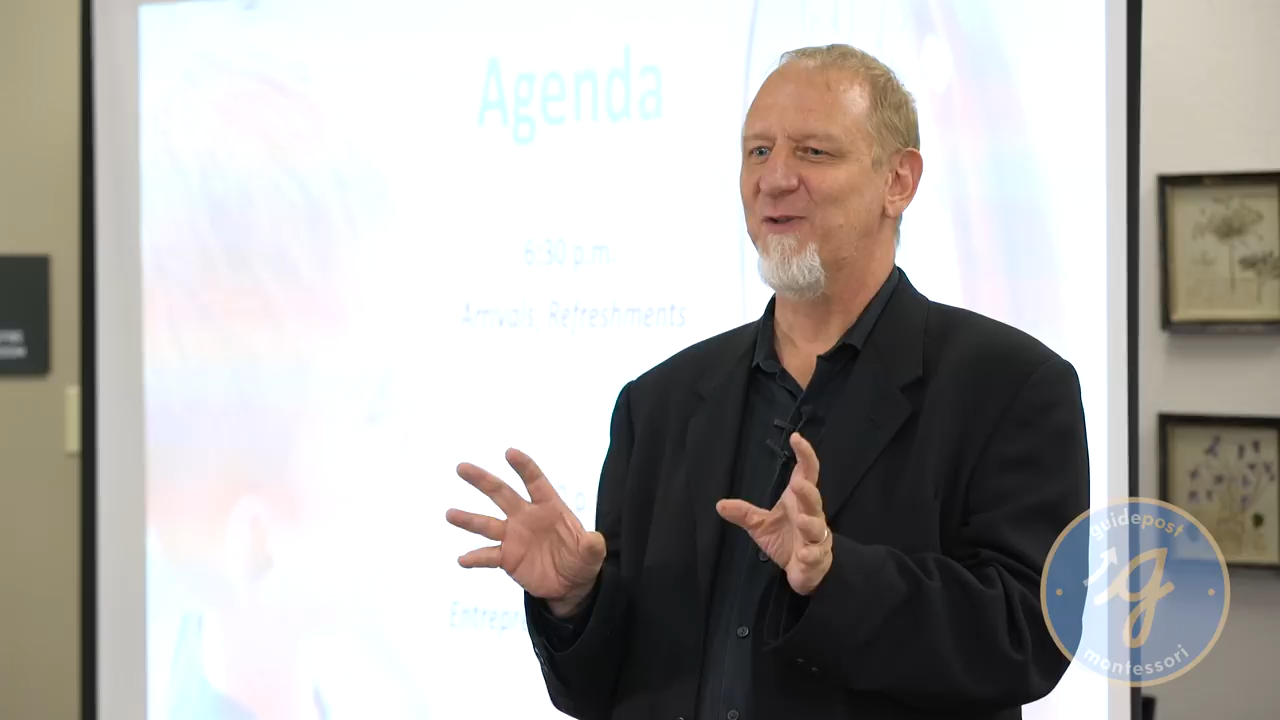 Agenda
6:30 p.m.
Arrivals Refreshments
guidepost
g
montessori